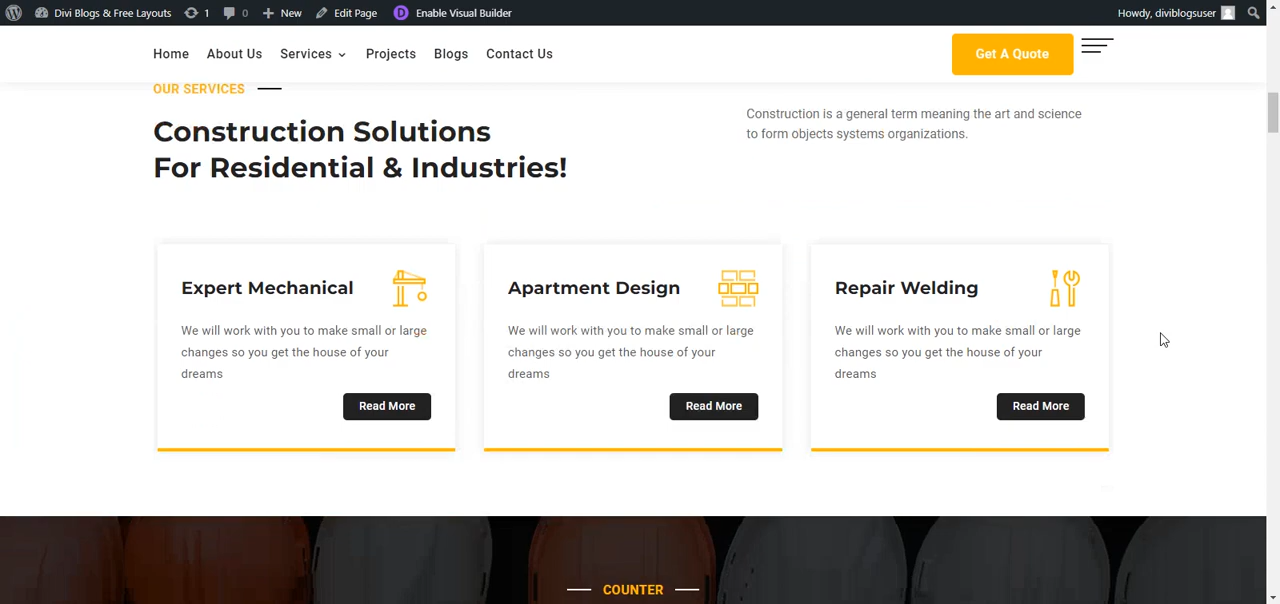 Divi Blogs & Free Layouts 1 0 New Edit Page D Enable Visual Builder Howdy, diviblogsuser
Home About Us Services Projects Blogs Contact Us Get A Quote
OUR SERVICES
Construction Solutions
For Residential & Industries!
Construction is a general term meaning the art and science
to form objects systems organizations.
Expert Mechanical
We will work with you to make small or large
changes so you get the house of your
dreams
Read More
Apartment Design
We will work with you to make small or large
changes so you get the house of your
dreams
Read More
Repair Welding
We will work with you to make small or large
changes so you get the house of your
dreams
Read More
COUNTER